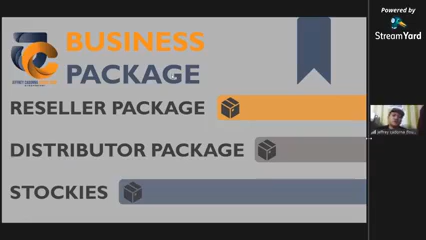 Powered by
StreamYard
BUSINESS
PACKAGE
RESELLER PACKAGE
DISTRIBUTOR PACKAGE
STOCKIES